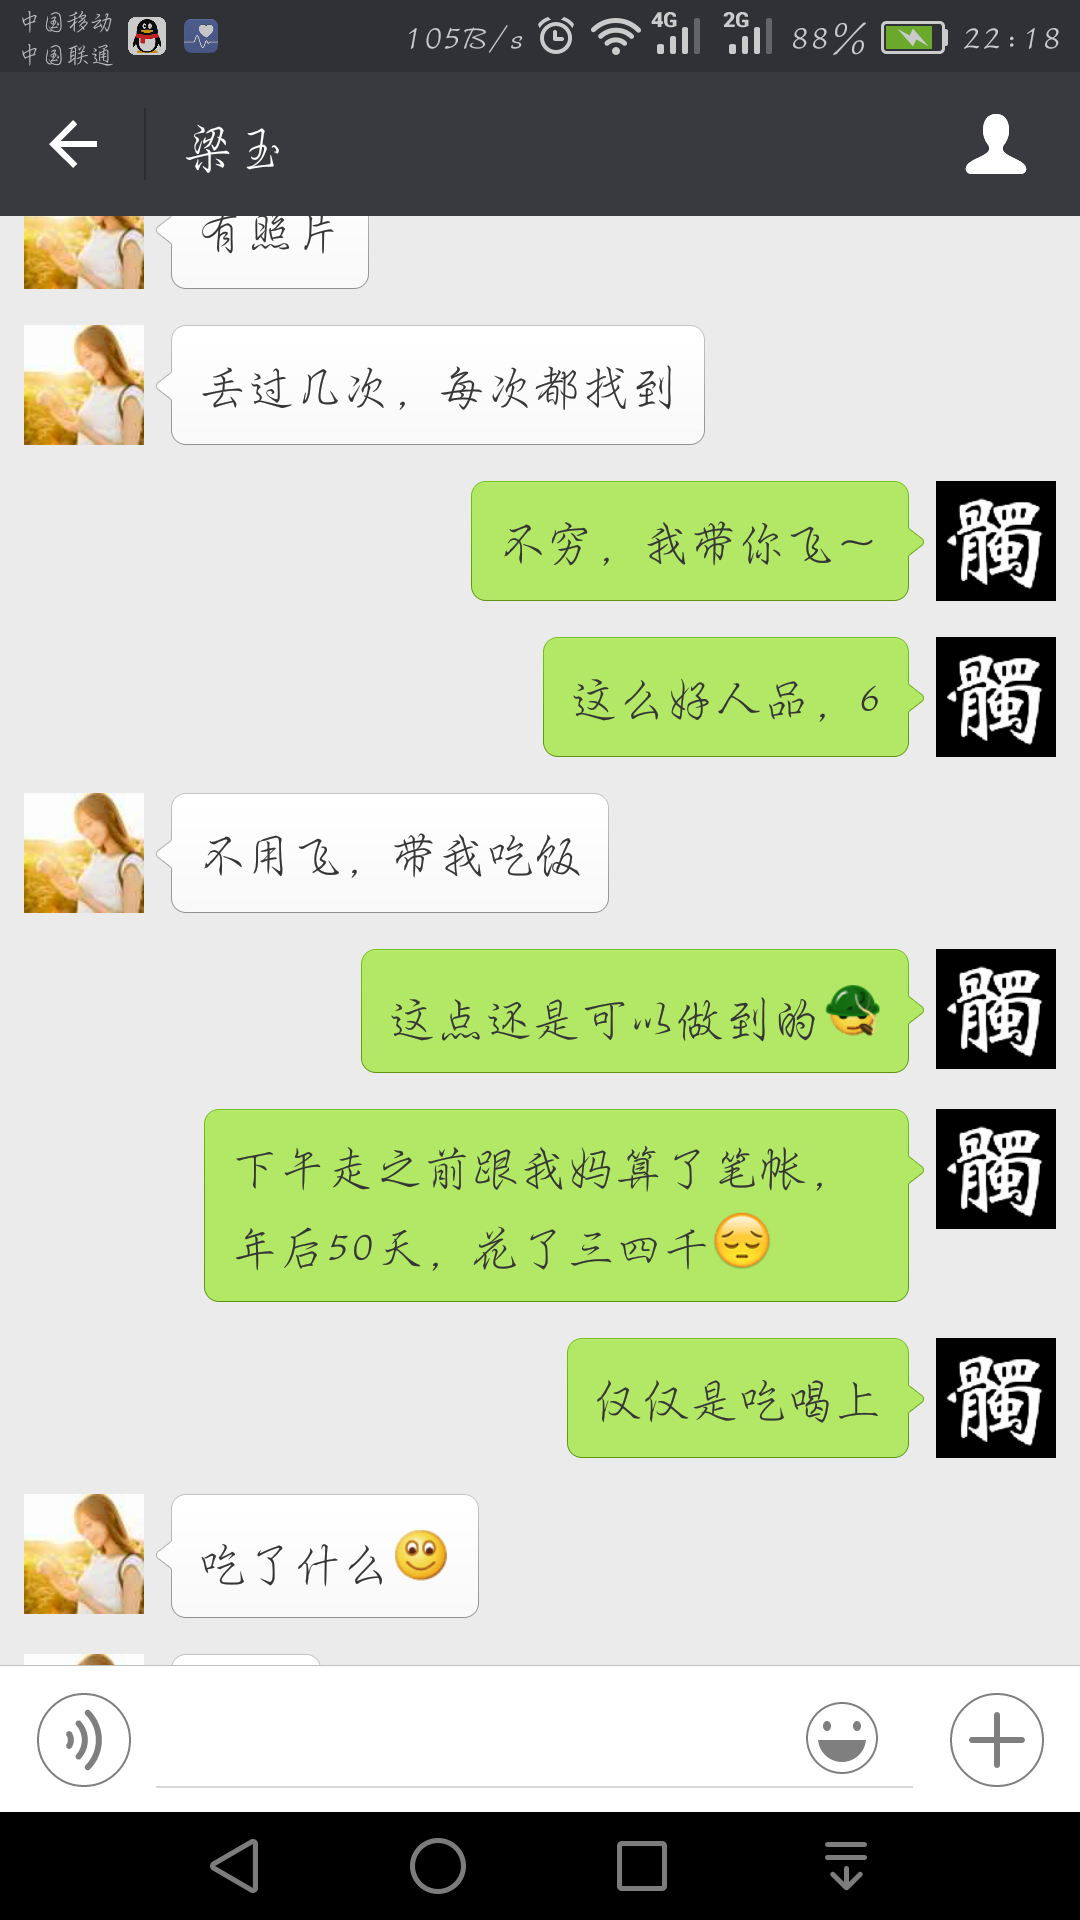 中国移动
中国联通
105B/s
4G
2G
88%
22:18
梁玉
有照片
丢过几次，每次都找到
不穷，我带你飞～
髑
这么好人品，6
髑
不用飞，带我吃饭
这点还是可以做到的
髑
下午走之前跟我妈算了笔帐，
年后50天，花了三四千
髑
仅仅是吃喝上
髑
吃了什么